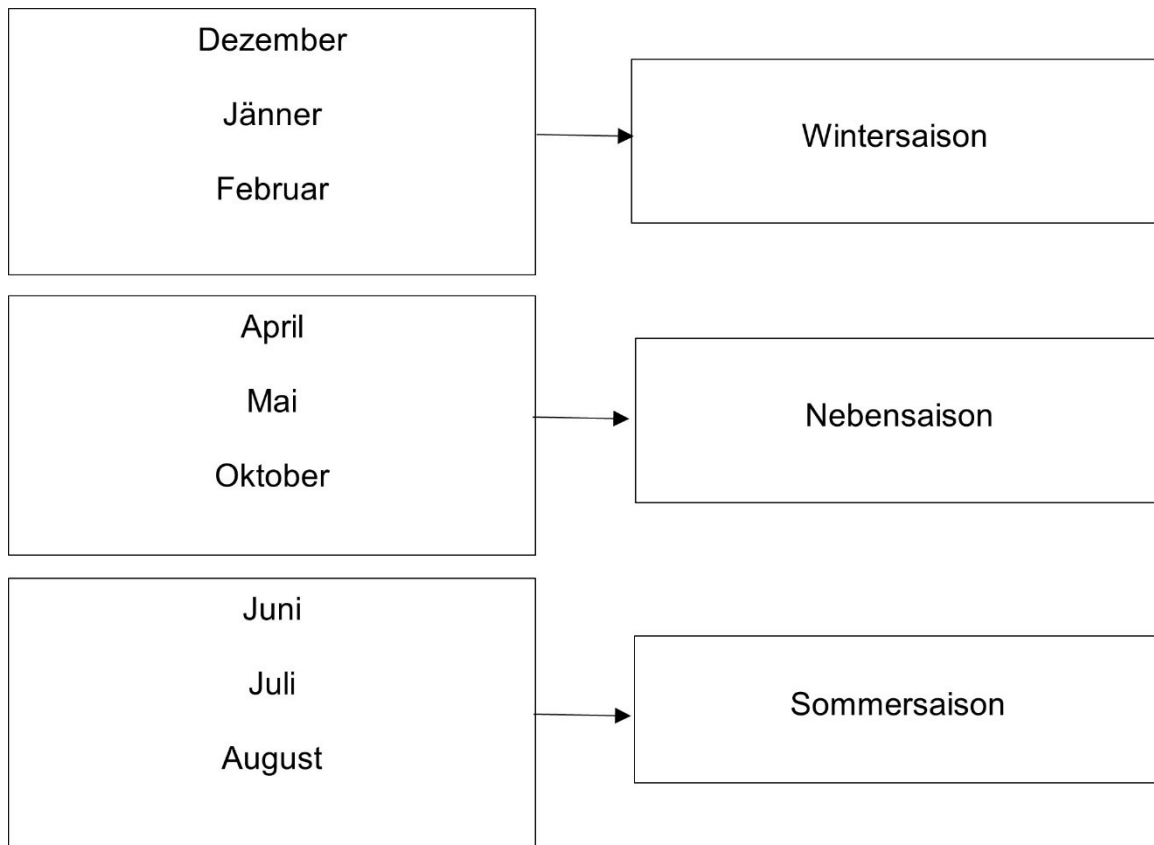 Dezember
Jänner
Februar
Wintersaison
April
Mai
Oktober
Nebensaison
Juni
Juli
August
Sommersaison